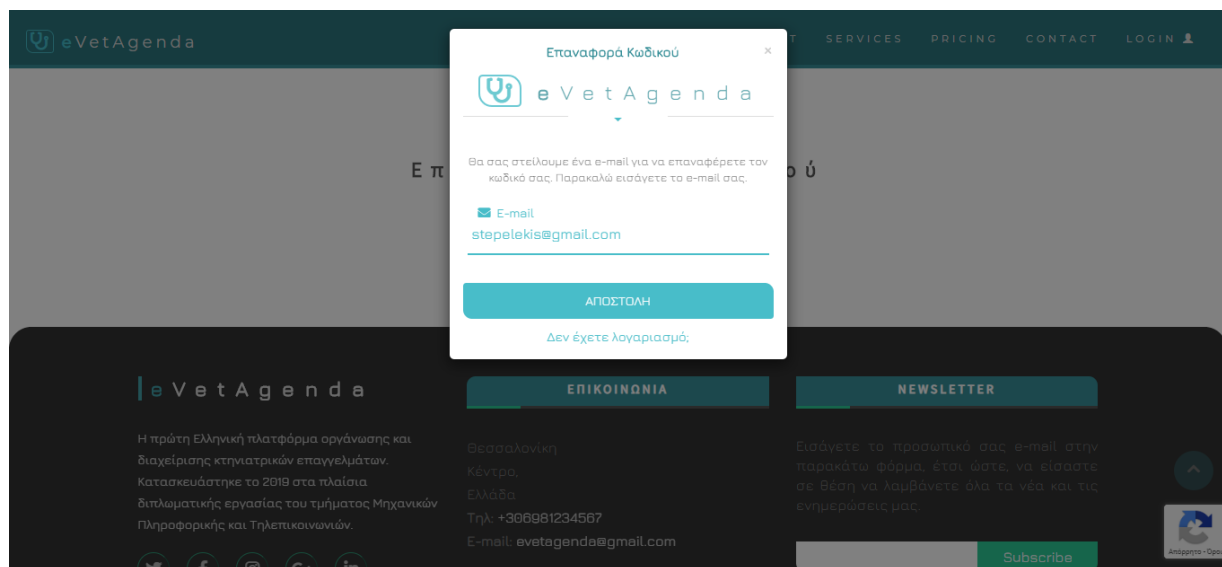 eVetAgenda
SERVICES PRICING CONTACT LOGIN
Επαναφορά Κωδικού ×
eVetAgenda
Θα σας στείλουμε ένα e-mail για να επαναφέρετε τον
κωδικό σας. Παρακαλώ εισάγετε το e-mail σας.
E-mail
stepelekis@gmail.com
ΑΠΟΣΤΟΛΗ
Δεν έχετε λογαριασμό;
eVetAgenda
Η πρώτη Ελληνική πλατφόρμα οργάνωσης και
διαχείρισης κτηνιατρικών επαγγελμάτων.
Κατασκευάστηκε το 2019 στα πλαίσια
διπλωματικής εργασίας του τμήματος Μηχανικών
Πληροφορικής και Τηλεπικοινωνιών.
ΕΠΙΚΟΙΝΩΝΙΑ
Θεσσαλονίκη
Κέντρο,
Ελλάδα
Τηλ: +306981234567
E-mail: evetagenda@gmail.com
NEWSLETTER
Εισάγετε το προσωπικό σας e-mail στην
παρακάτω φόρμα, έτσι ώστε, να είσαστε
σε θέση να λαμβάνετε όλα τα νέα και τις
ενημερώσεις μας.
Subscribe